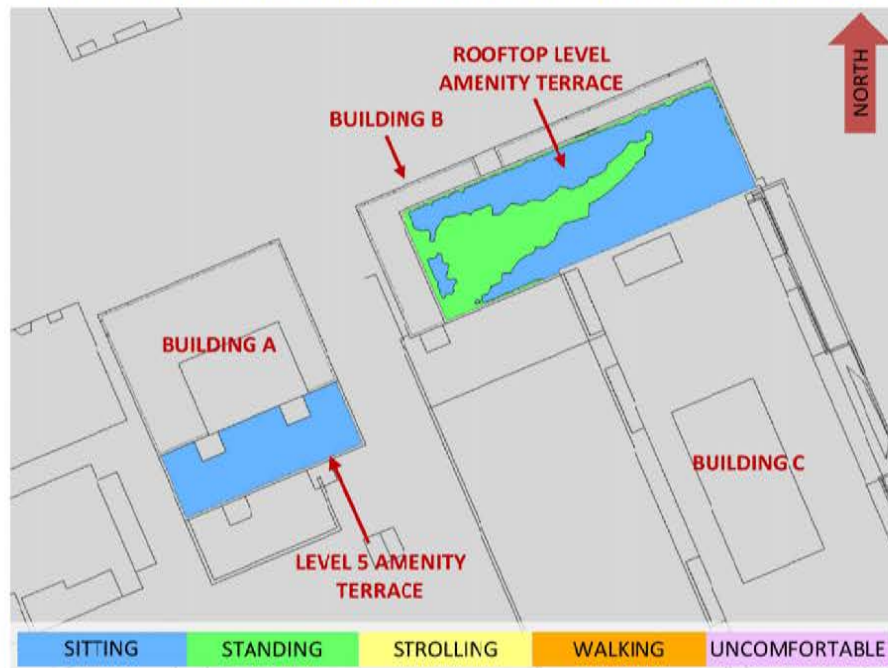 ROOFTOP LEVEL
AMENITY TERRACE
NORTH
BUILDING B
BUILDING A
BUILDING C
LEVEL 5 AMENITY
TERRACE
SITTING
STANDING
STROLLING
WALKING
UNCOMFORTABLE